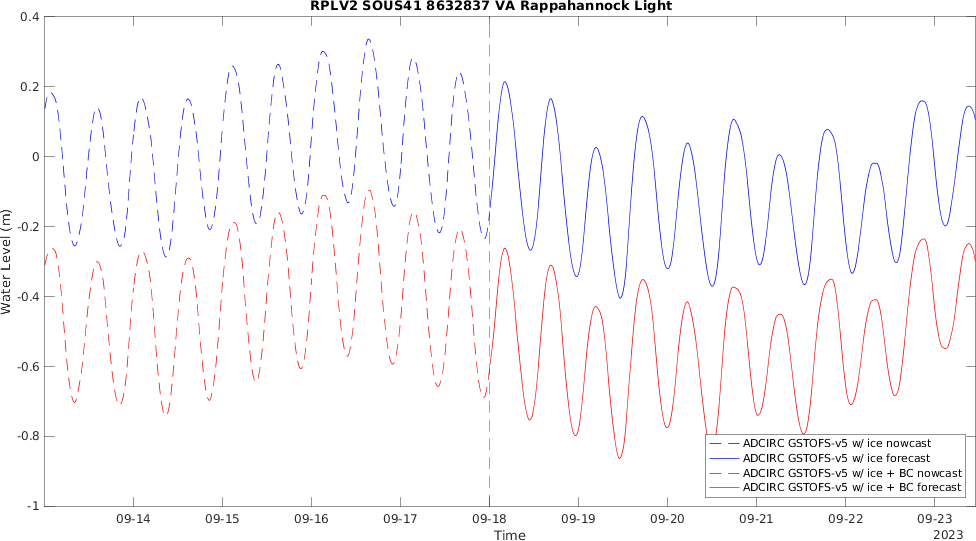 RPLV2 SOUS41 8632837 VA Rappahannock Light
0.4
0.2
0
-0.2
-0.4
-0.6
-0.8
-1
Water Level (m)
ADCIRC GSTOFS-v5 w/ ice nowcast
ADCIRC GSTOFS-v5 w/ ice forecast
ADCIRC GSTOFS-v5 w/ ice + BC nowcast
ADCIRC GSTOFS-v5 w/ ice + BC forecast
09-14 09-15 09-16 09-17 09-18 09-19 09-20 09-21 09-22 09-23
Time
2023